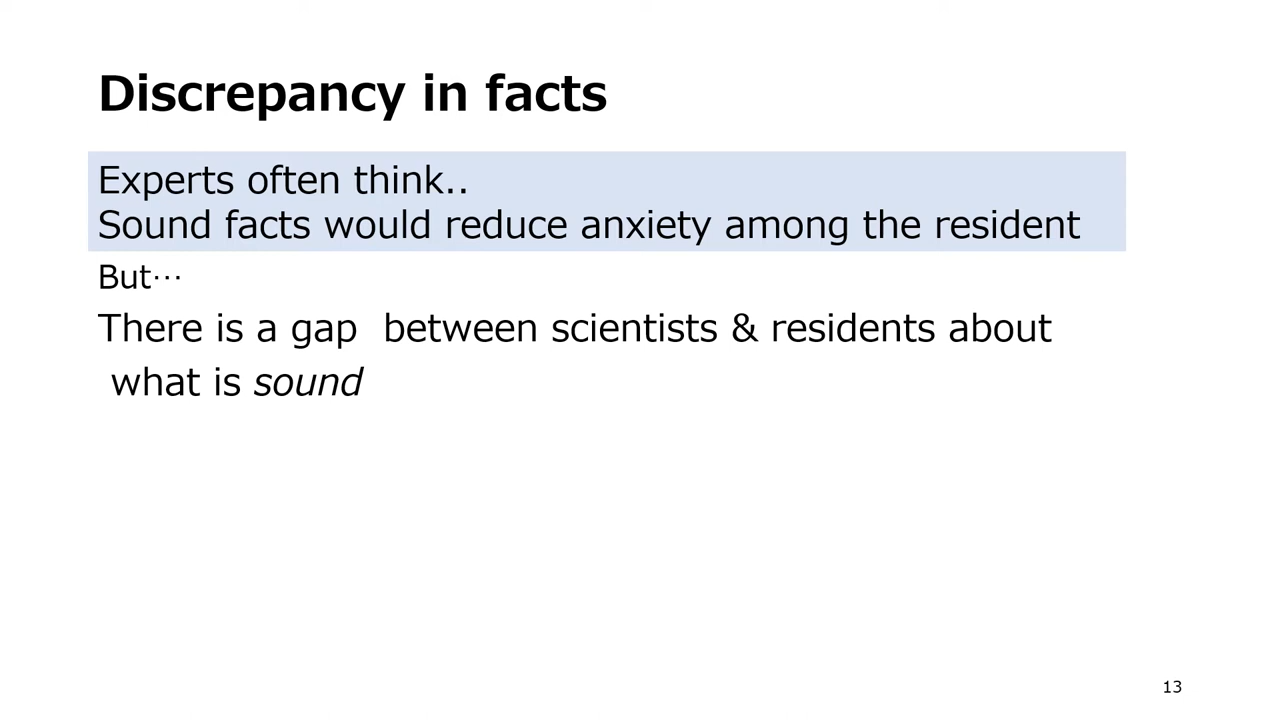 Discrepancy in facts
Experts often think..
Sound facts would reduce anxiety among the resident
But…
There is a gap  between scientists & residents about
what is sound
13